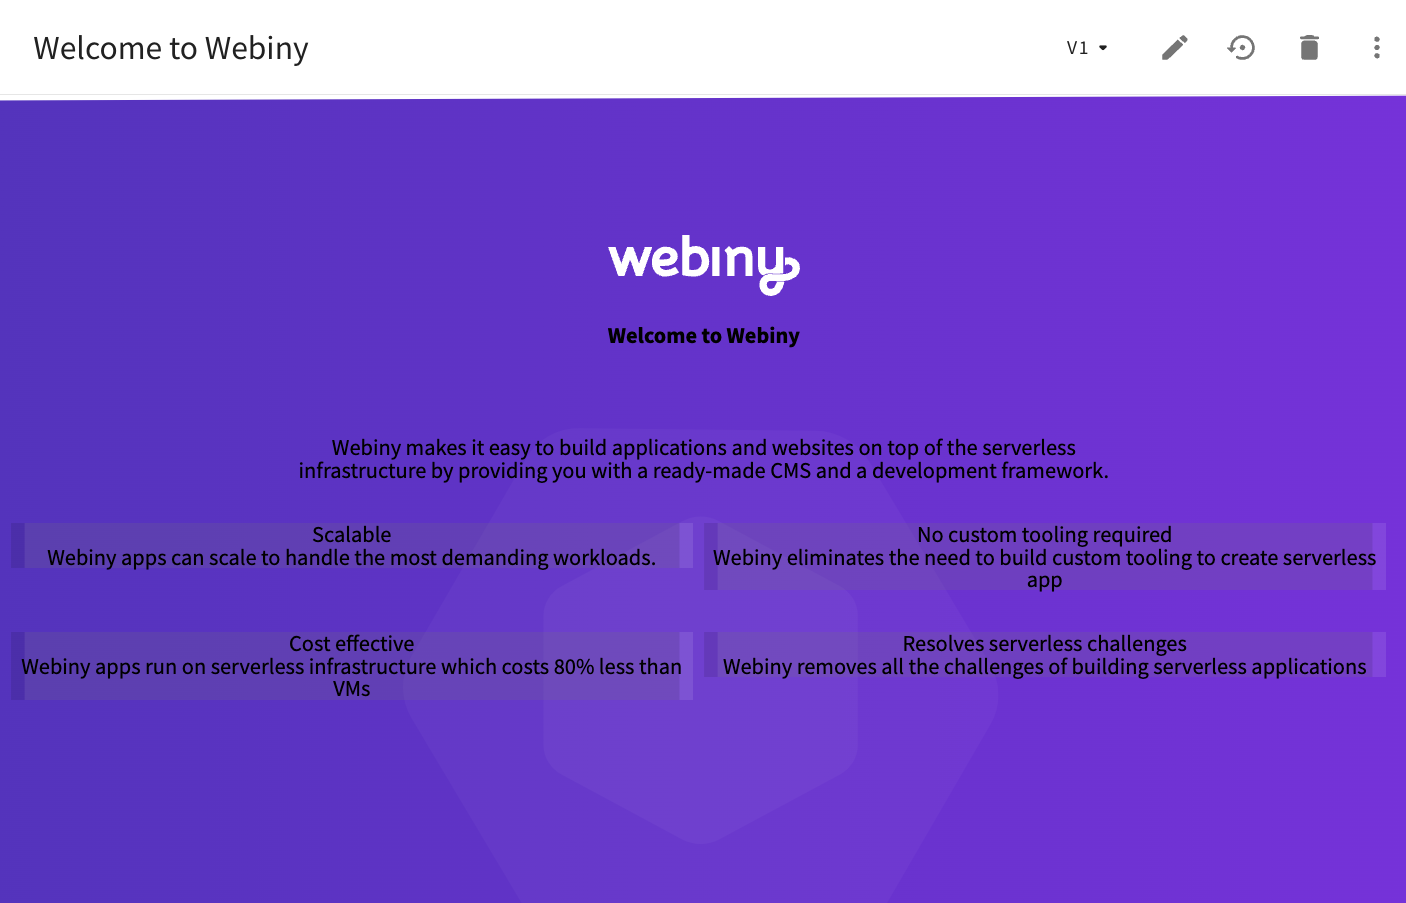 Welcome to Webiny
V1
webiny
Welcome to Webiny
Webiny makes it easy to build applications and websites on top of the serverless
infrastructure by providing you with a ready-made CMS and a development framework.
Scalable
Webiny apps can scale to handle the most demanding workloads.
No custom tooling required
Webiny eliminates the need to build custom tooling to create serverless
app
Cost effective
Webiny apps run on serverless infrastructure which costs 80% less than
VMs
Resolves serverless challenges
Webiny removes all the challenges of building serverless applications